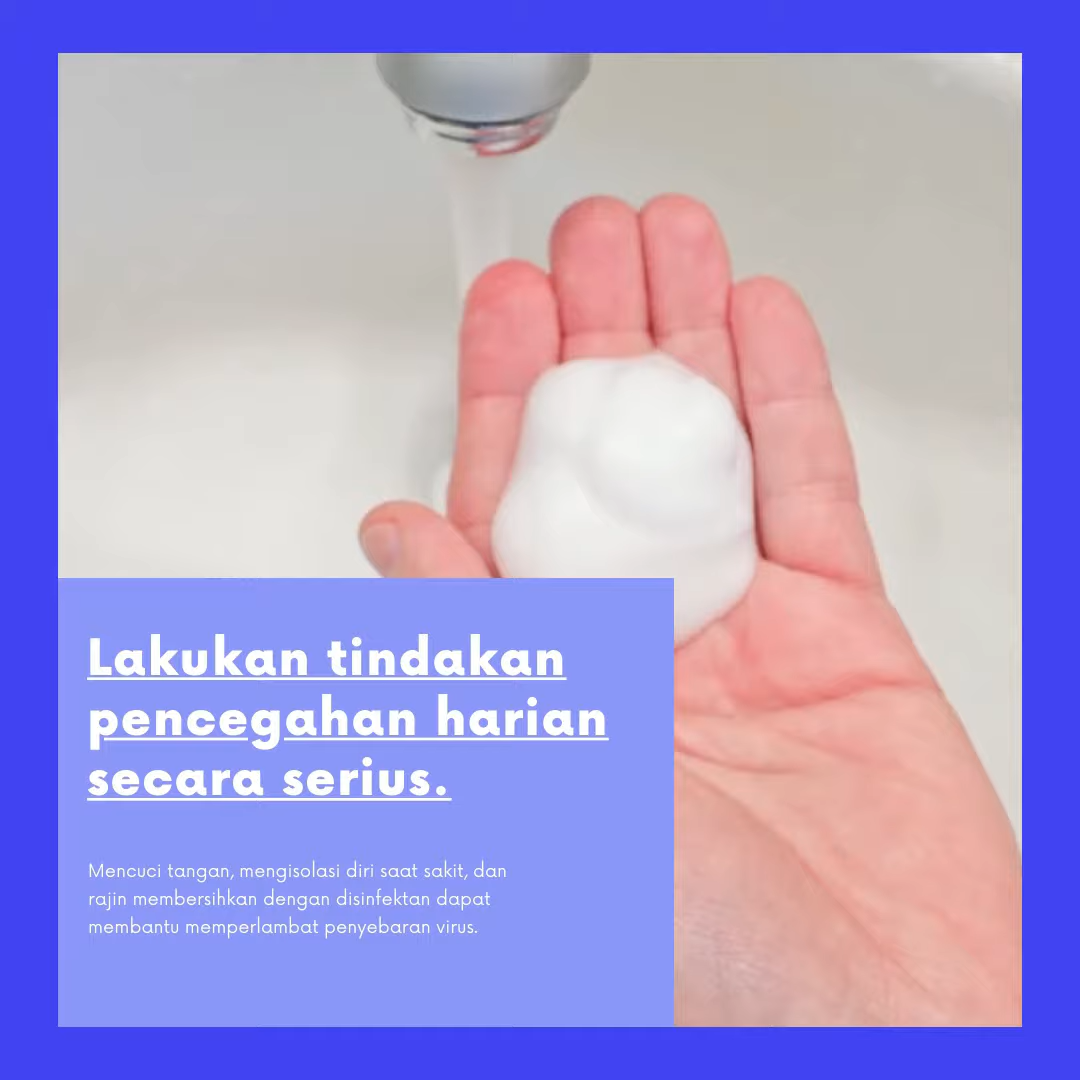 Lakukan tindakan
pencegahan harian
secara serius.
Mencuci tangan, mengisolasi diri saat sakit, dan
rajin membersihkan dengan disinfektan dapat
membantu memperlambat penyebaran virus.